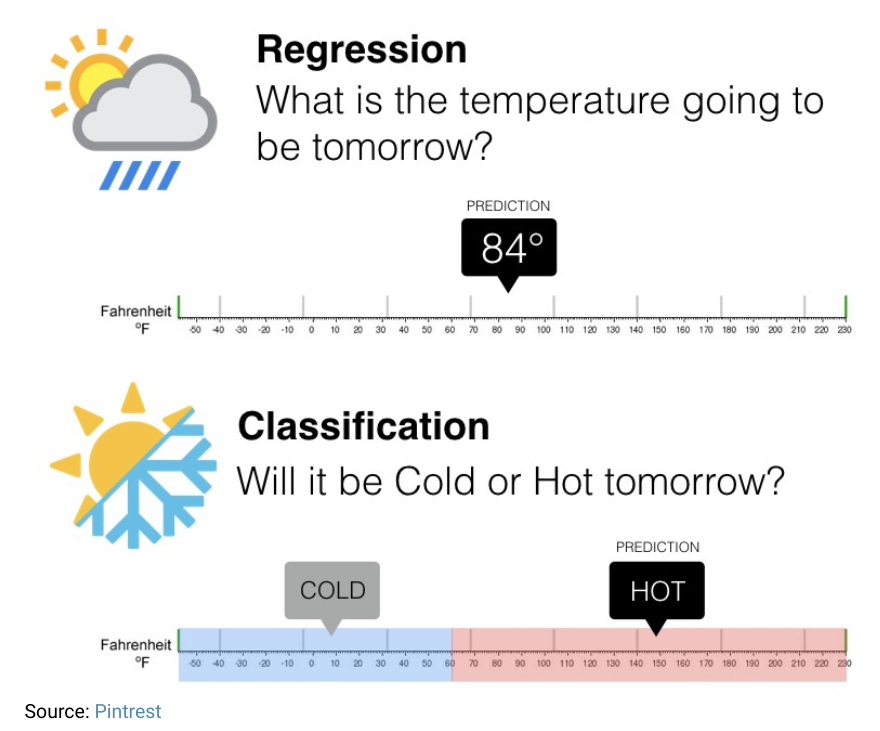 Regression
What is the temperature going to
be tomorrow?
PREDICTION
84°
Fahrenheit
°F
-50 -40 -30 -20 -10 0 10 20 30 40 50 60 70 80 90 100 110 120 130 140 150 160 170 180 190 200 210 220 230
Classification
Will it be Cold or Hot tomorrow?
PREDICTION
COLD
HOT
Fahrenheit
°F
-50 -40 -30 -20 -10 0 10 20 30 40 50 60 70 80 90 100 110 120 130 140 150 160 170 180 190 200 210 220 230
Source: Pintrest